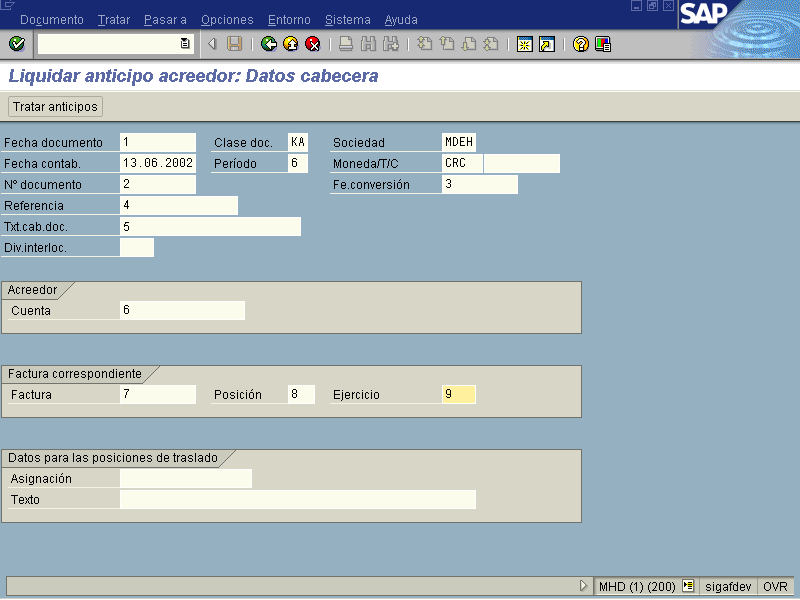 Documento Tratar Pasar a Opciones Entorno Sistema Ayuda
SAP
Liquidar anticipo acreedor: Datos cabecera
Tratar anticipos
Fecha documento 1 Clase doc. KA Sociedad MDEH
Fecha contab. 13.06.2002 Período 6 Moneda/T/C CRC
Nº documento 2 Fe.conversión 3
Referencia 4
Txt.cab.doc. 5
Div.interloc.
Acreedor
Cuenta 6
Factura correspondiente
Factura 7 Posición 8 Ejercicio 9
Datos para las posiciones de traslado
Asignación
Texto
MHD (1) (200) sigafdev OVR